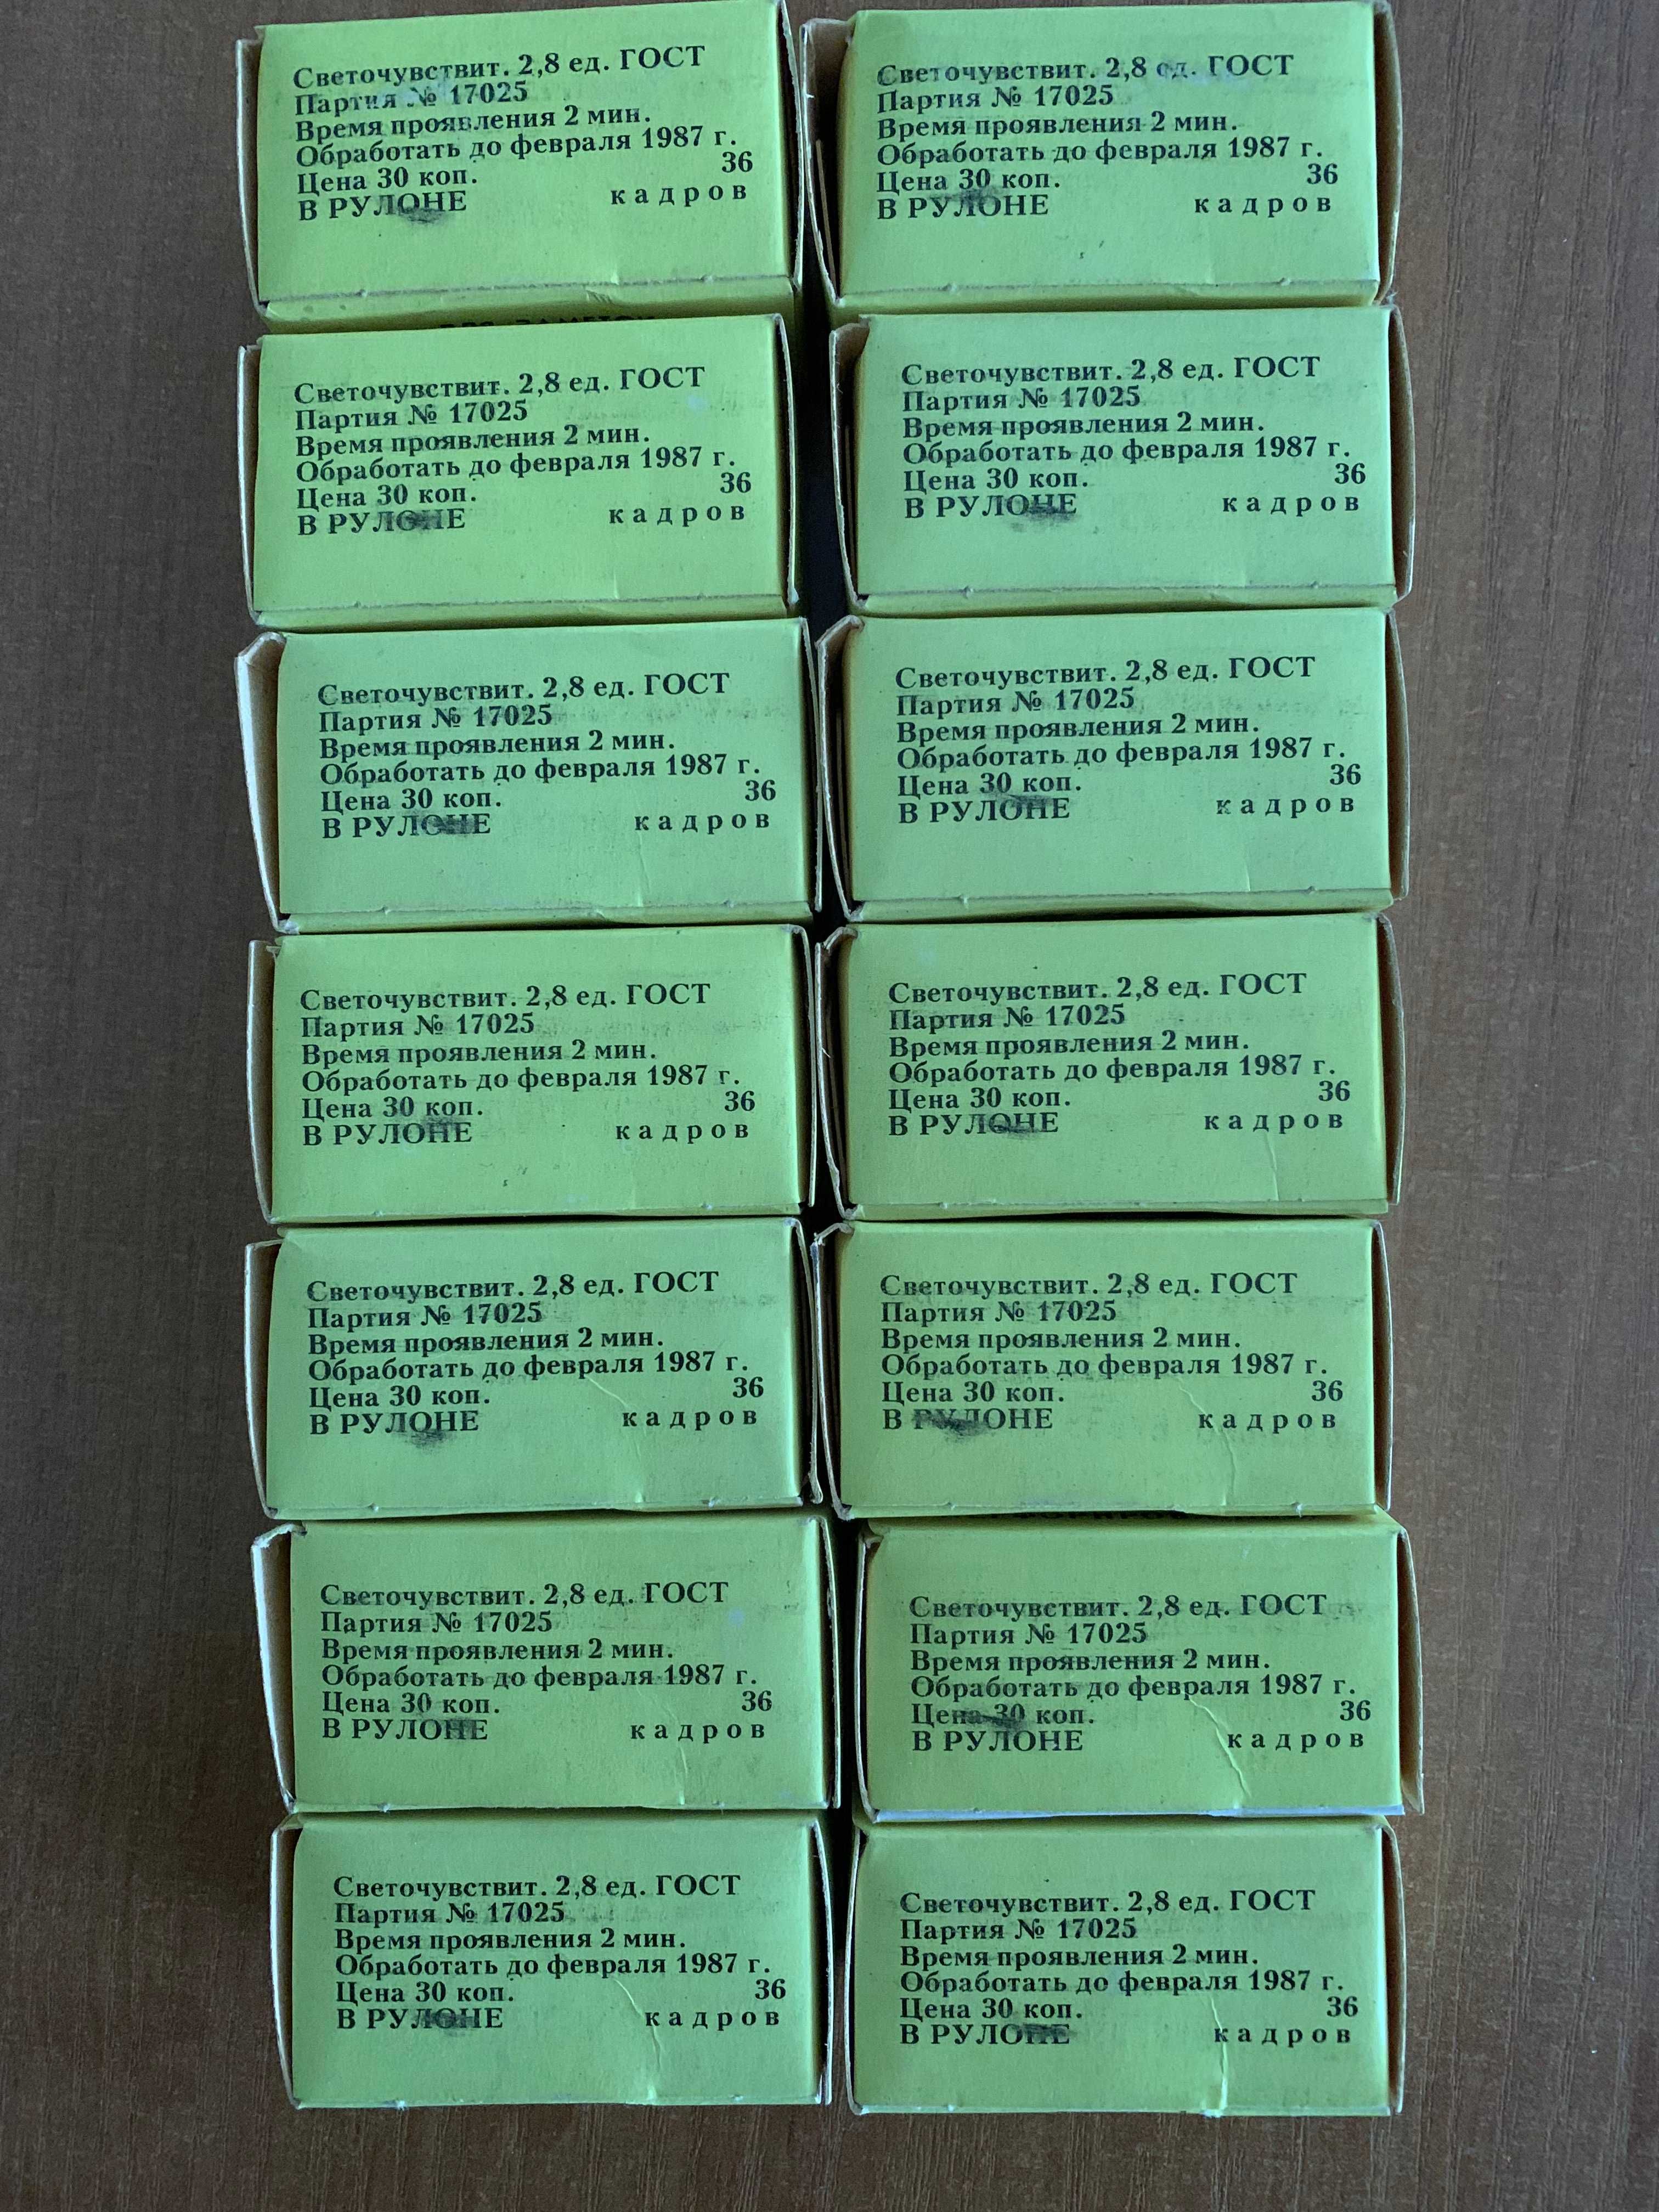 Светочувствит. 2,8 ед. ГОСТ
Партия № 17025
Время проявления 2 мин.
Обработать до февраля 1987 г.
Цена 30 коп. 36
В РУЛОНЕ кадров
Светочувствит. 2,8 ед. ГОСТ
Партия № 17025
Время проявления 2 мин.
Обработать до февраля 1987 г.
Цена 30 коп. 36
В РУЛОНЕ кадров
Светочувствит. 2,8 ед. ГОСТ
Партия № 17025
Время проявления 2 мин.
Обработать до февраля 1987 г.
Цена 30 коп. 36
В РУЛОНЕ кадров
Светочувствит. 2,8 ед. ГОСТ
Партия № 17025
Время проявления 2 мин.
Обработать до февраля 1987 г.
Цена 30 коп. 36
В РУЛОНЕ кадров
Светочувствит. 2,8 ед. ГОСТ
Партия № 17025
Время проявления 2 мин.
Обработать до февраля 1987 г.
Цена 30 коп. 36
В РУЛОНЕ кадров
Светочувствит. 2,8 ед. ГОСТ
Партия № 17025
Время проявления 2 мин.
Обработать до февраля 1987 г.
Цена 30 коп. 36
В РУЛОНЕ кадров
Светочувствит. 2,8 ед. ГОСТ
Партия № 17025
Время проявления 2 мин.
Обработать до февраля 1987 г.
Цена 30 коп. 36
В РУЛОНЕ кадров
Светочувствит. 2,8 ед. ГОСТ
Партия № 17025
Время проявления 2 мин.
Обработать до февраля 1987 г.
Цена 30 коп. 36
В РУЛОНЕ кадров
Светочувствит. 2,8 ед. ГОСТ
Партия № 17025
Время проявления 2 мин.
Обработать до февраля 1987 г.
Цена 30 коп. 36
В РУЛОНЕ кадров
Светочувствит. 2,8 ед. ГОСТ
Партия № 17025
Время проявления 2 мин.
Обработать до февраля 1987 г.
Цена 30 коп. 36
В РУЛОНЕ кадров
Светочувствит. 2,8 ед. ГОСТ
Партия № 17025
Время проявления 2 мин.
Обработать до февраля 1987 г.
Цена 30 коп. 36
В РУЛОНЕ кадров
Светочувствит. 2,8 ед. ГОСТ
Партия № 17025
Время проявления 2 мин.
Обработать до февраля 1987 г.
Цена 30 коп. 36
В РУЛОНЕ кадров
Светочувствит. 2,8 ед. ГОСТ
Партия № 17025
Время проявления 2 мин.
Обработать до февраля 1987 г.
Цена 30 коп. 36
В РУЛОНЕ кадров
Светочувствит. 2,8 ед. ГОСТ
Партия № 17025
Время проявления 2 мин.
Обработать до февраля 1987 г.
Цена 30 коп. 36
В РУЛОНЕ кадров